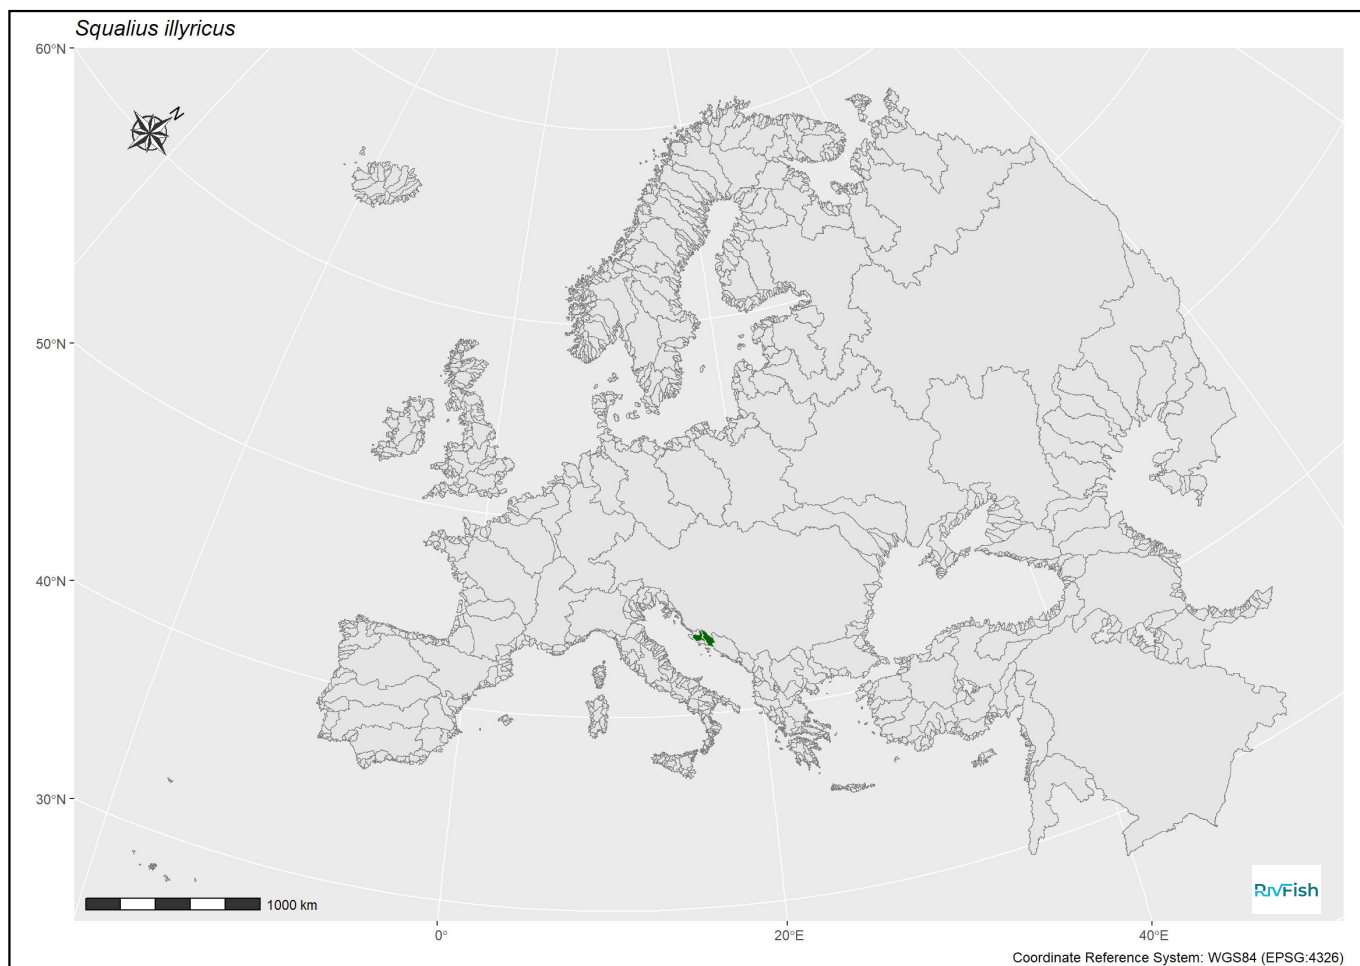 Squalius illyricus
60°N
N
50°N
40°N
30°N
1000 km
RIVFish
0°
20°E
40°E
Coordinate Reference System: WGS84 (EPSG:4326)